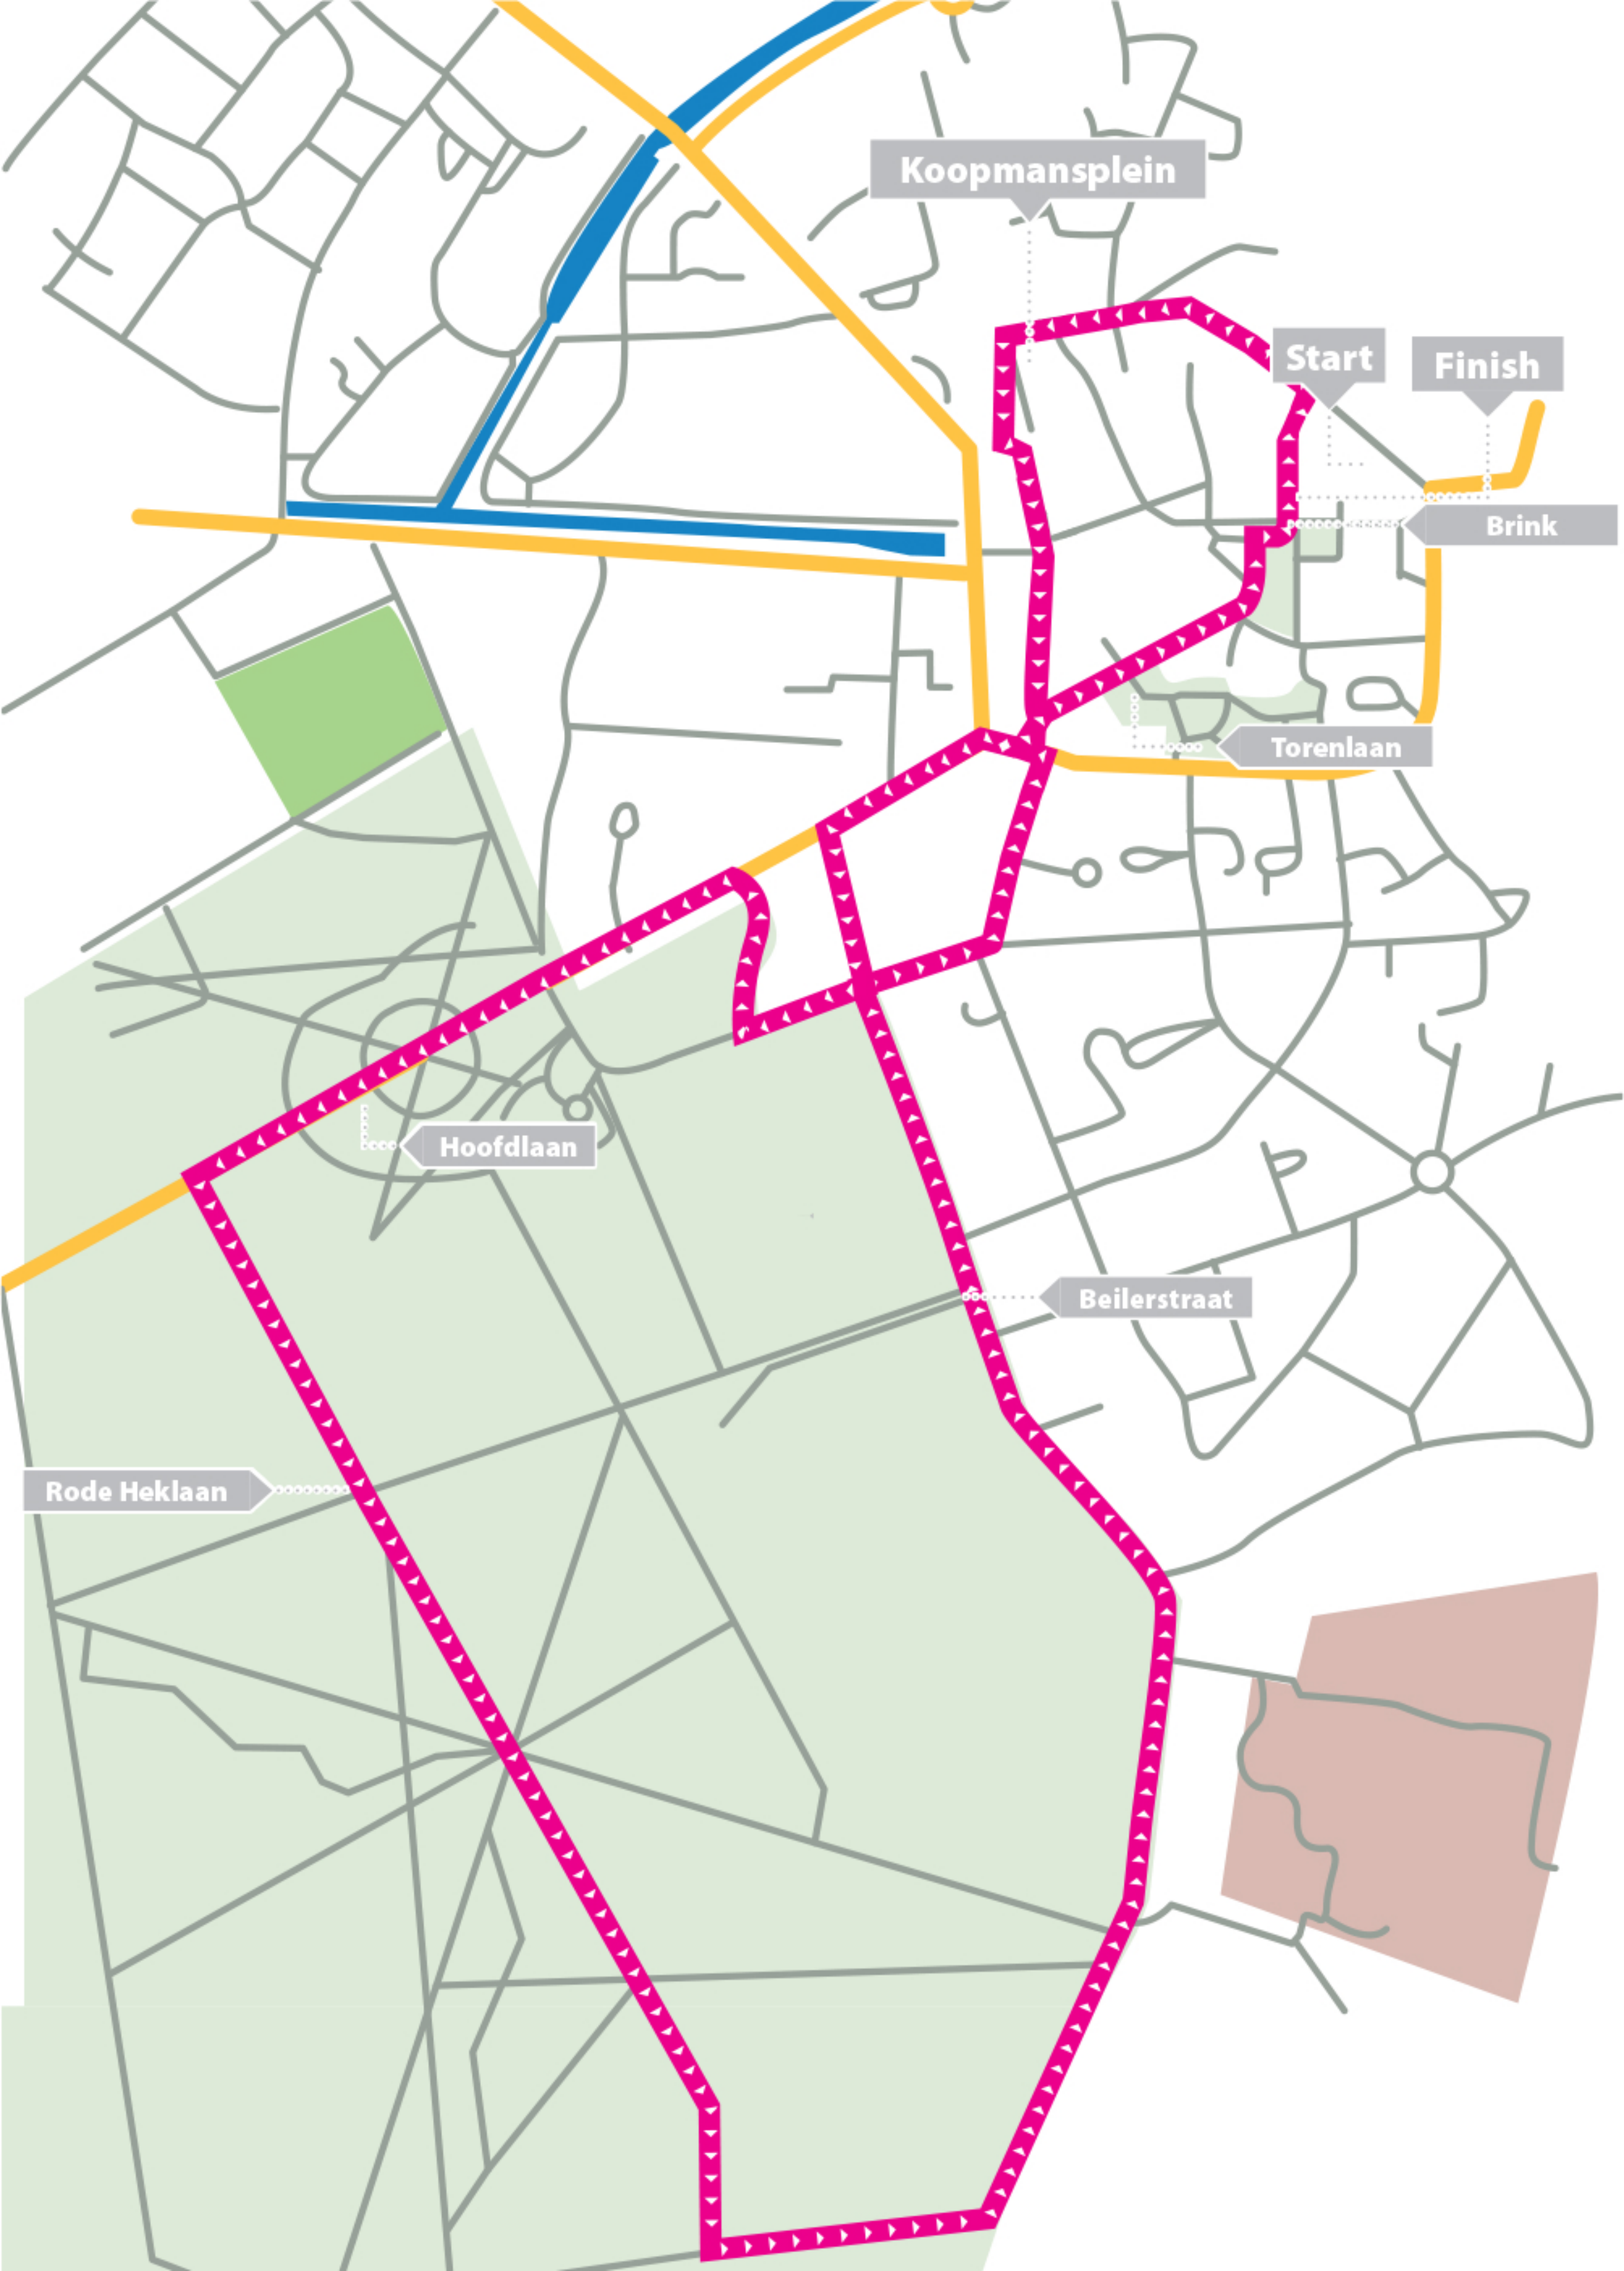 Koopmansplein
Start
Finish
Brink
Torenlaan
Hoofdlaan
Beilerstraat
Rode Heklaan